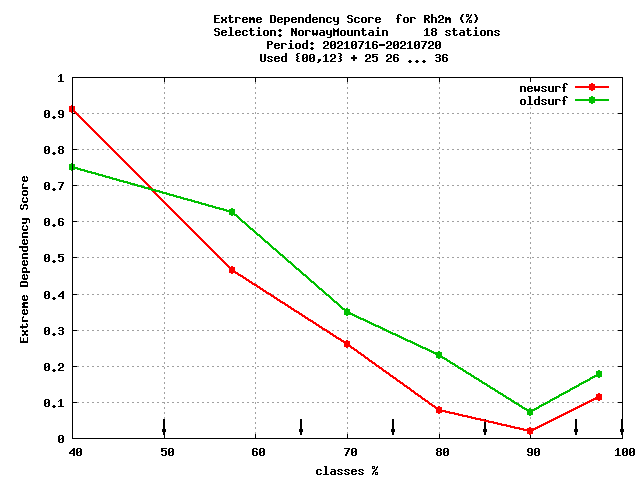 Extreme Dependency Score  for Rh2m (%)
Selection: NorwayMountain     18 stations
Period: 20210716-20210720
Used {00,12} + 25 26 ... 36
newsurf
oldsurf
Extreme Dependency Score
1
0.9
0.8
0.7
0.6
0.5
0.4
0.3
0.2
0.1
0
40 50 60 70 80 90 100
classes %